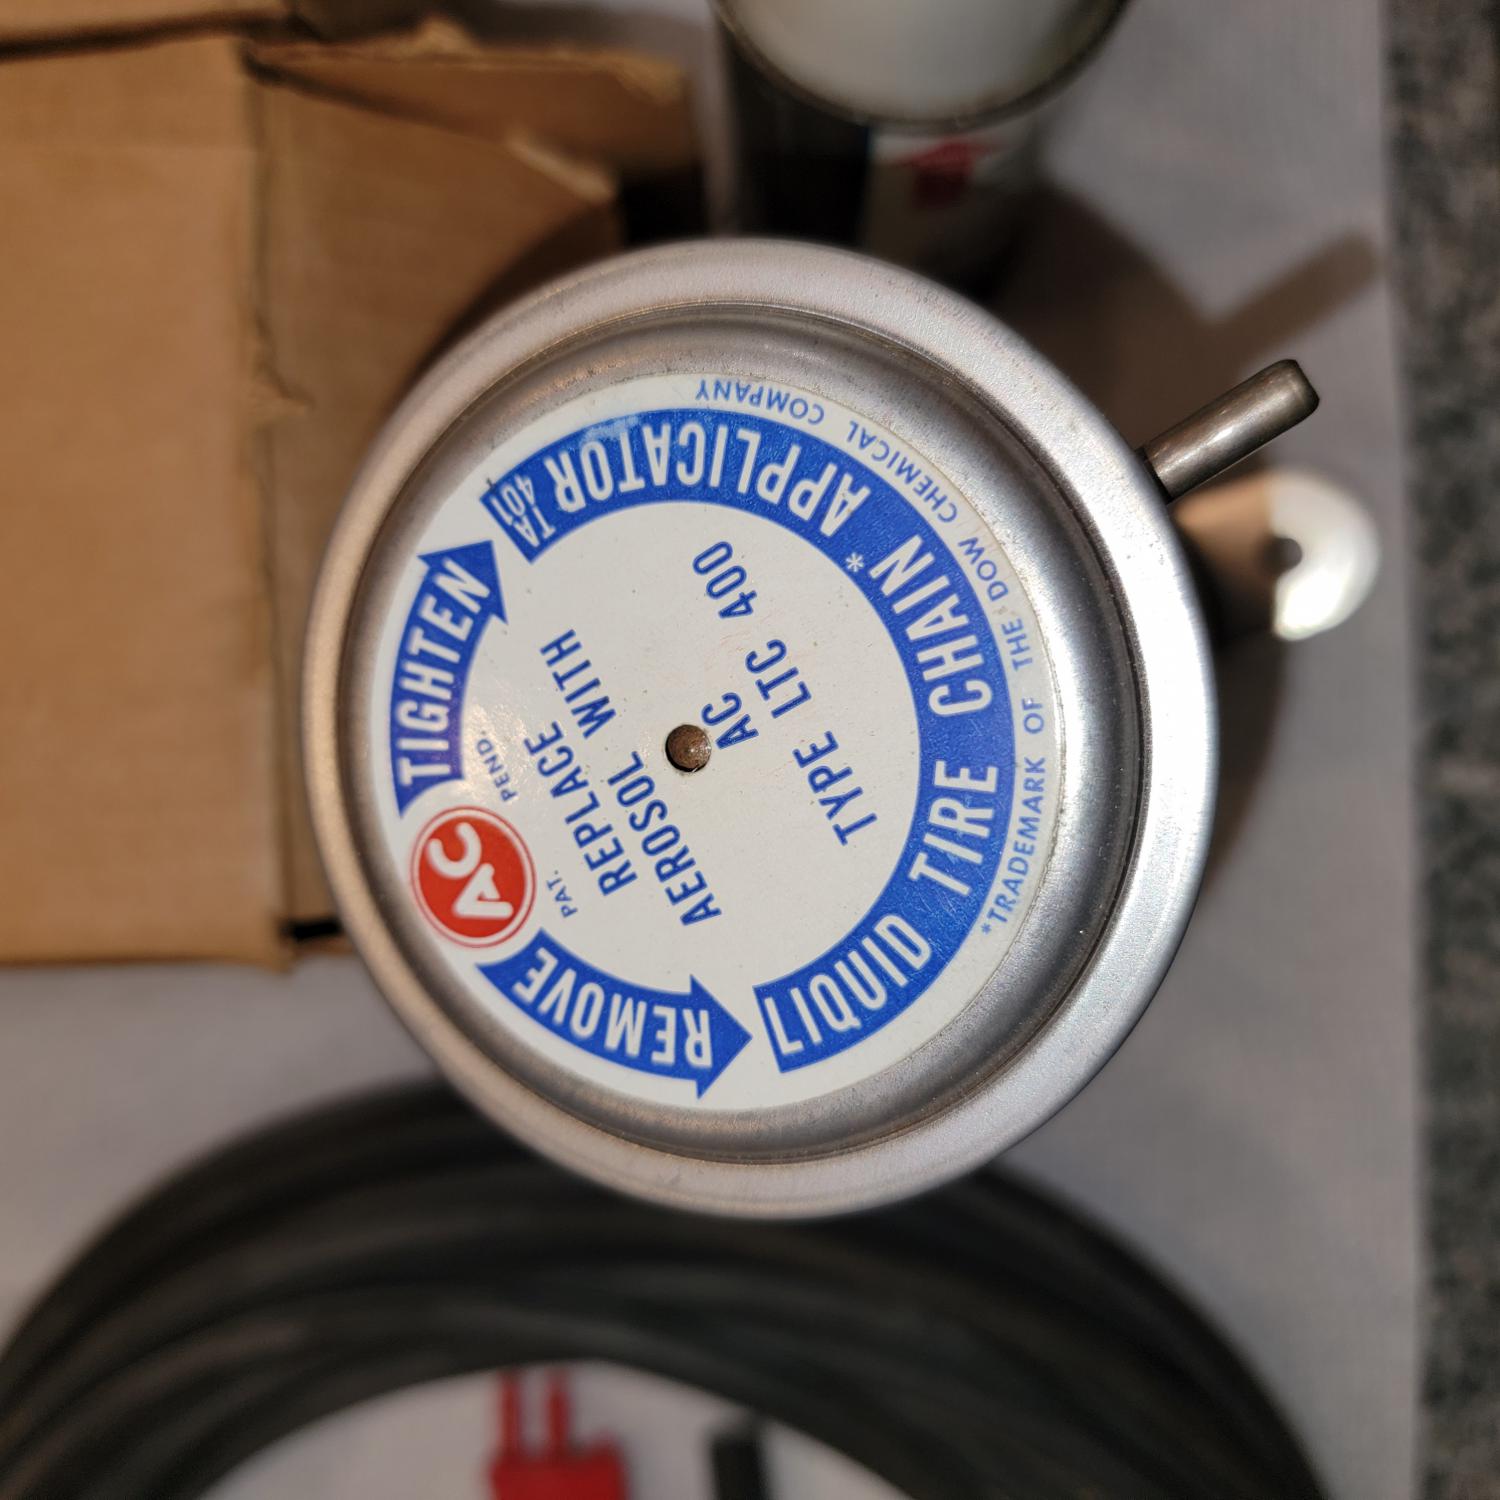 LIQUID TIRE CHAIN* APPLICATOR
TA
401
*TRADEMARK OF THE DOW CHEMICAL COMPANY
REMOVE
TIGHTEN
AC
PAT. PEND.
REPLACE
AEROSOL WITH
AC
TYPE LTC 400